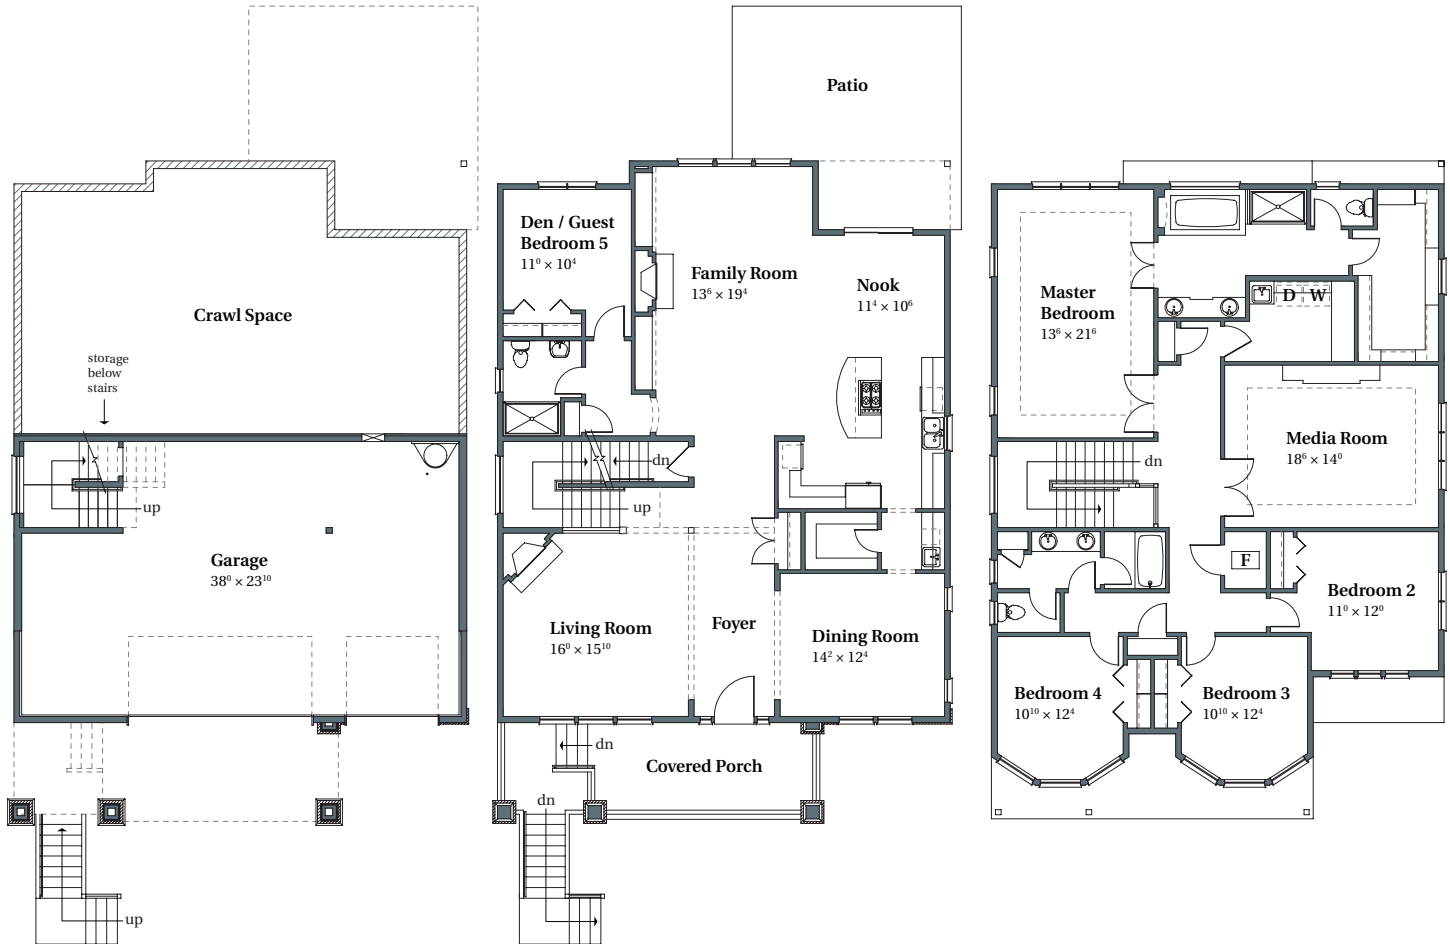 Crawl Space
storage
below
stairs
up
Garage
38⁰ × 23¹⁰
up
Patio
Den / Guest
Bedroom 5
11⁰ × 10⁴
Family Room
13⁶ × 19⁴
Nook
11⁴ × 10⁶
dn
up
Living Room
16⁰ × 15¹⁰
Foyer
Dining Room
14² × 12⁴
dn
Covered Porch
dn
Master
Bedroom
13⁶ × 21⁶
D W
Media Room
18⁶ × 14⁰
dn
F
Bedroom 2
11⁰ × 12⁰
Bedroom 4
10¹⁰ × 12⁴
Bedroom 3
10¹⁰ × 12⁴